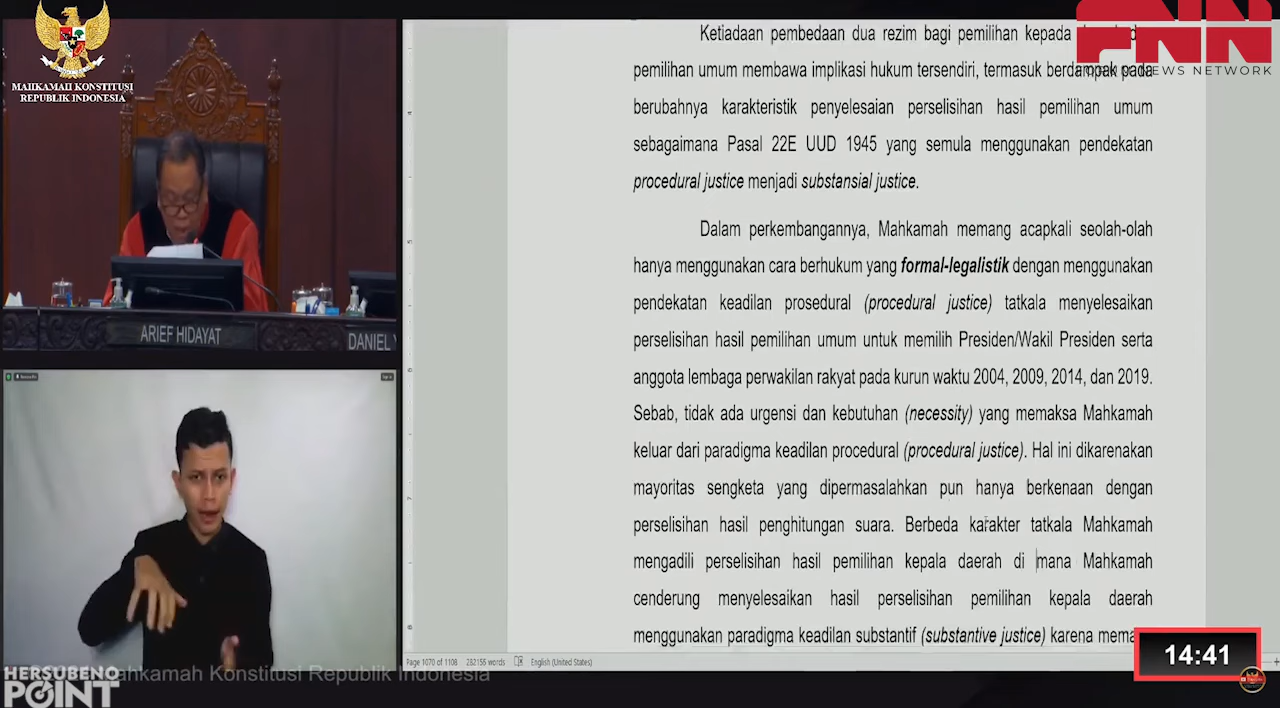 MAHKAMAH KONSTITUSI
REPUBLIK INDONESIA
ARIEF HIDAYAT
DANIEL
FNN
NEWS NETWORK
Ketiadaan pembedaan dua rezim bagi pemilihan kepada
pemilihan umum membawa implikasi hukum tersendiri, termasuk berdampak pada
berubahnya karakteristik penyelesaian perselisihan hasil pemilihan umum
sebagaimana Pasal 22E UUD 1945 yang semula menggunakan pendekatan
procedural justice menjadi substansial justice.
Dalam perkembangannya, Mahkamah memang acapkali seolah-olah
hanya menggunakan cara berhukum yang formal-legalistik dengan menggunakan
pendekatan keadilan prosedural (procedural justice) tatkala menyelesaikan
perselisihan hasil pemilihan umum untuk memilih Presiden/Wakil Presiden serta
anggota lembaga perwakilan rakyat pada kurun waktu 2004, 2009, 2014, dan 2019.
Sebab, tidak ada urgensi dan kebutuhan (necessity) yang memaksa Mahkamah
keluar dari paradigma keadilan procedural (procedural justice). Hal ini dikarenakan
mayoritas sengketa yang dipermasalahkan pun hanya berkenaan dengan
perselisihan hasil penghitungan suara. Berbeda karakter tatkala Mahkamah
mengadili perselisihan hasil pemilihan kepala daerah di mana Mahkamah
cenderung menyelesaikan hasil perselisihan pemilihan kepala daerah
menggunakan paradigma keadilan substantif (substantive justice) karena
Page 1070 of 1108 282155 words English (United States)
14:41
Mahkamah Konstitusi Republik Indonesia
HERSUBENO
POINT